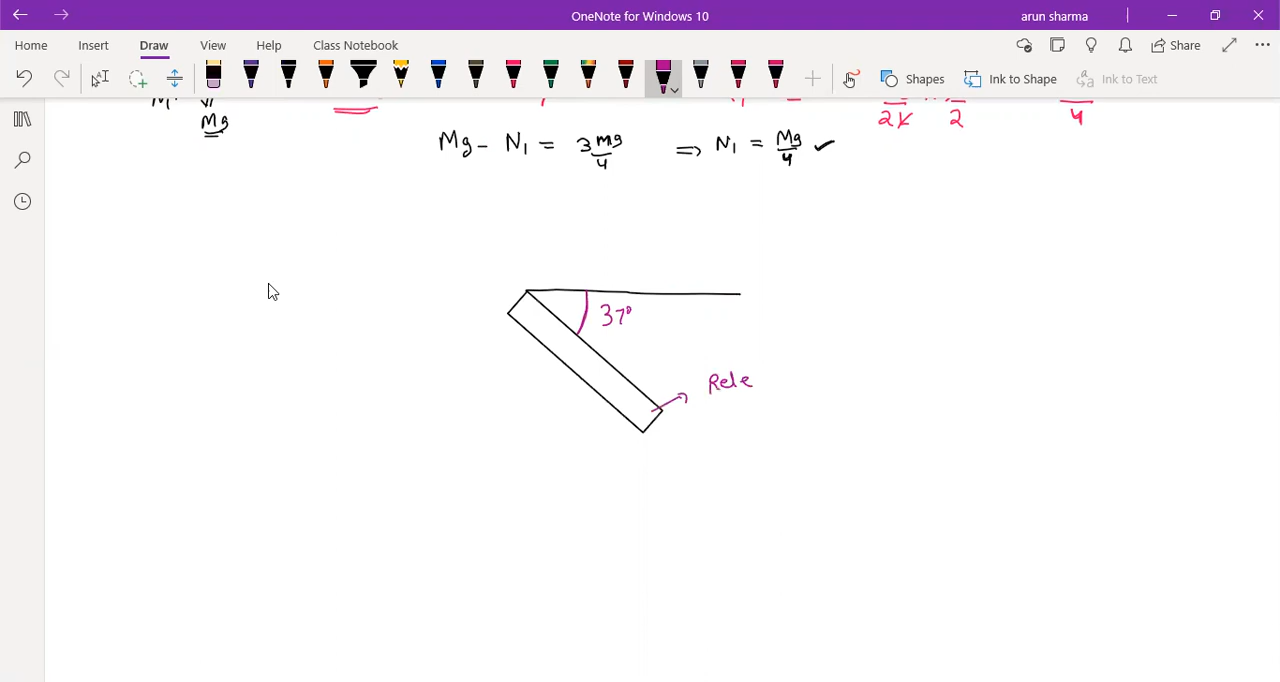 OneNote for Windows 10
arun sharma
Home Insert Draw View Help Class Notebook
Share
Shapes Ink to Shape Ink to Text
Mg
2k 2 4
Mg - N1 = 3mg/4 ⇒ N1 = Mg/4 ✓
37°
Rele